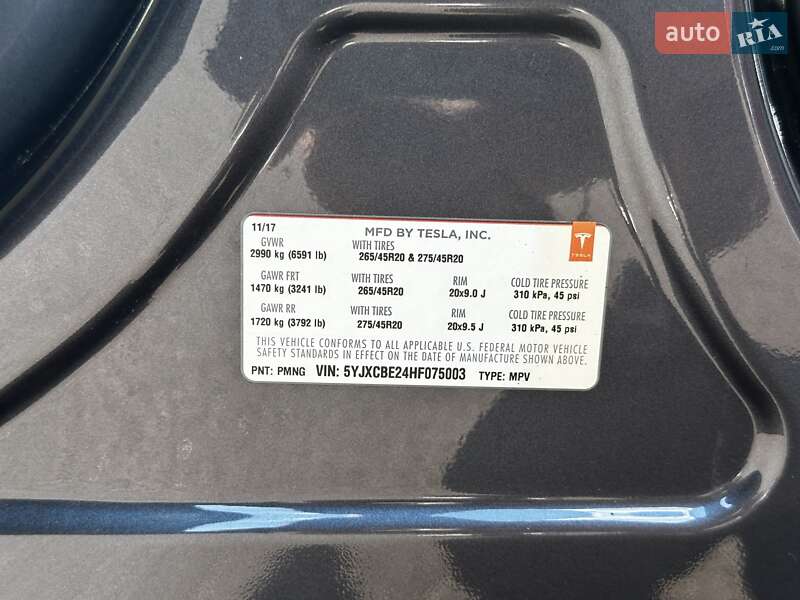 auto RIA.com
11/17 MFD BY TESLA, INC.
GVWR WITH TIRES
2990 kg (6591 lb) 265/45R20 & 275/45R20
TESLA
GAWR FRT WITH TIRES RIM COLD TIRE PRESSURE
1470 kg (3241 lb) 265/45R20 20x9.0 J 310 kPa, 45 psi
GAWR RR WITH TIRES RIM COLD TIRE PRESSURE
1720 kg (3792 lb) 275/45R20 20x9.5 J 310 kPa, 45 psi
THIS VEHICLE CONFORMS TO ALL APPLICABLE U.S. FEDERAL MOTOR VEHICLE
SAFETY STANDARDS IN EFFECT ON THE DATE OF MANUFACTURE SHOWN ABOVE.
PNT: PMNG VIN: 5YJXCBE24HF075003 TYPE: MPV